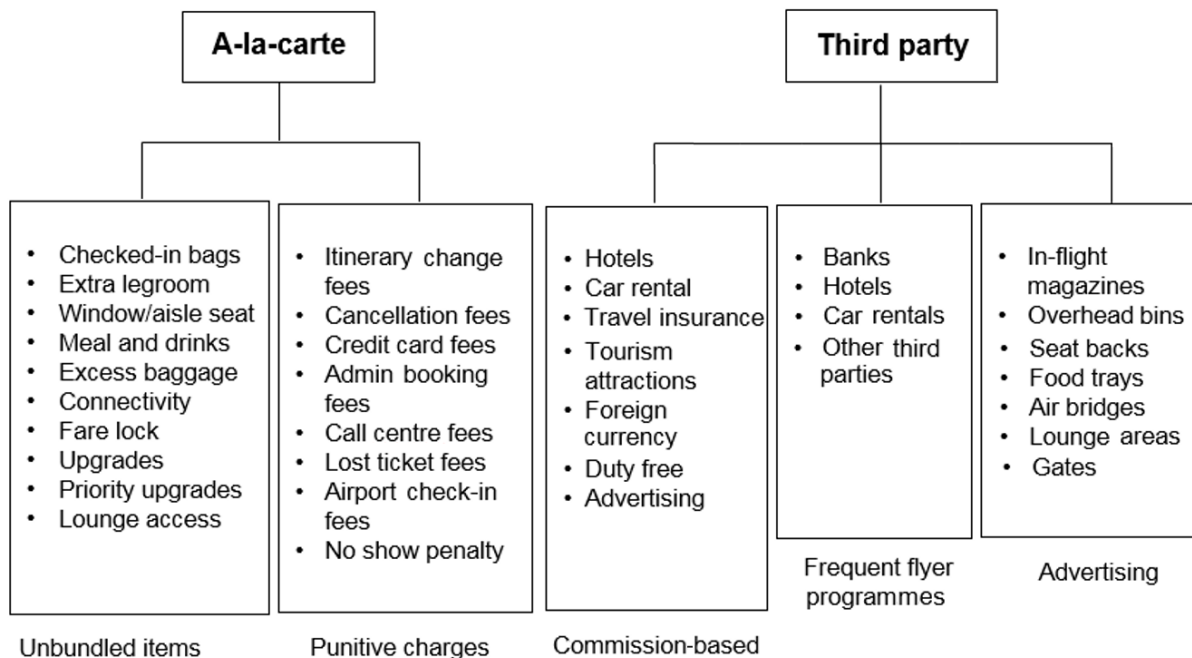 A-la-carte
Third party
• Checked-in bags
• Extra legroom
• Window/aisle seat
• Meal and drinks
• Excess baggage
• Connectivity
• Fare lock
• Upgrades
• Priority upgrades
• Lounge access
Unbundled items
• Itinerary change
fees
• Cancellation fees
• Credit card fees
• Admin booking
fees
• Call centre fees
• Lost ticket fees
• Airport check-in
fees
• No show penalty
Punitive charges
• Hotels
• Car rental
• Travel insurance
• Tourism
attractions
• Foreign
currency
• Duty free
• Advertising
Commission-based
• Banks
• Hotels
• Car rentals
• Other third
parties
Frequent flyer
programmes
• In-flight
magazines
• Overhead bins
• Seat backs
• Food trays
• Air bridges
• Lounge areas
• Gates
Advertising